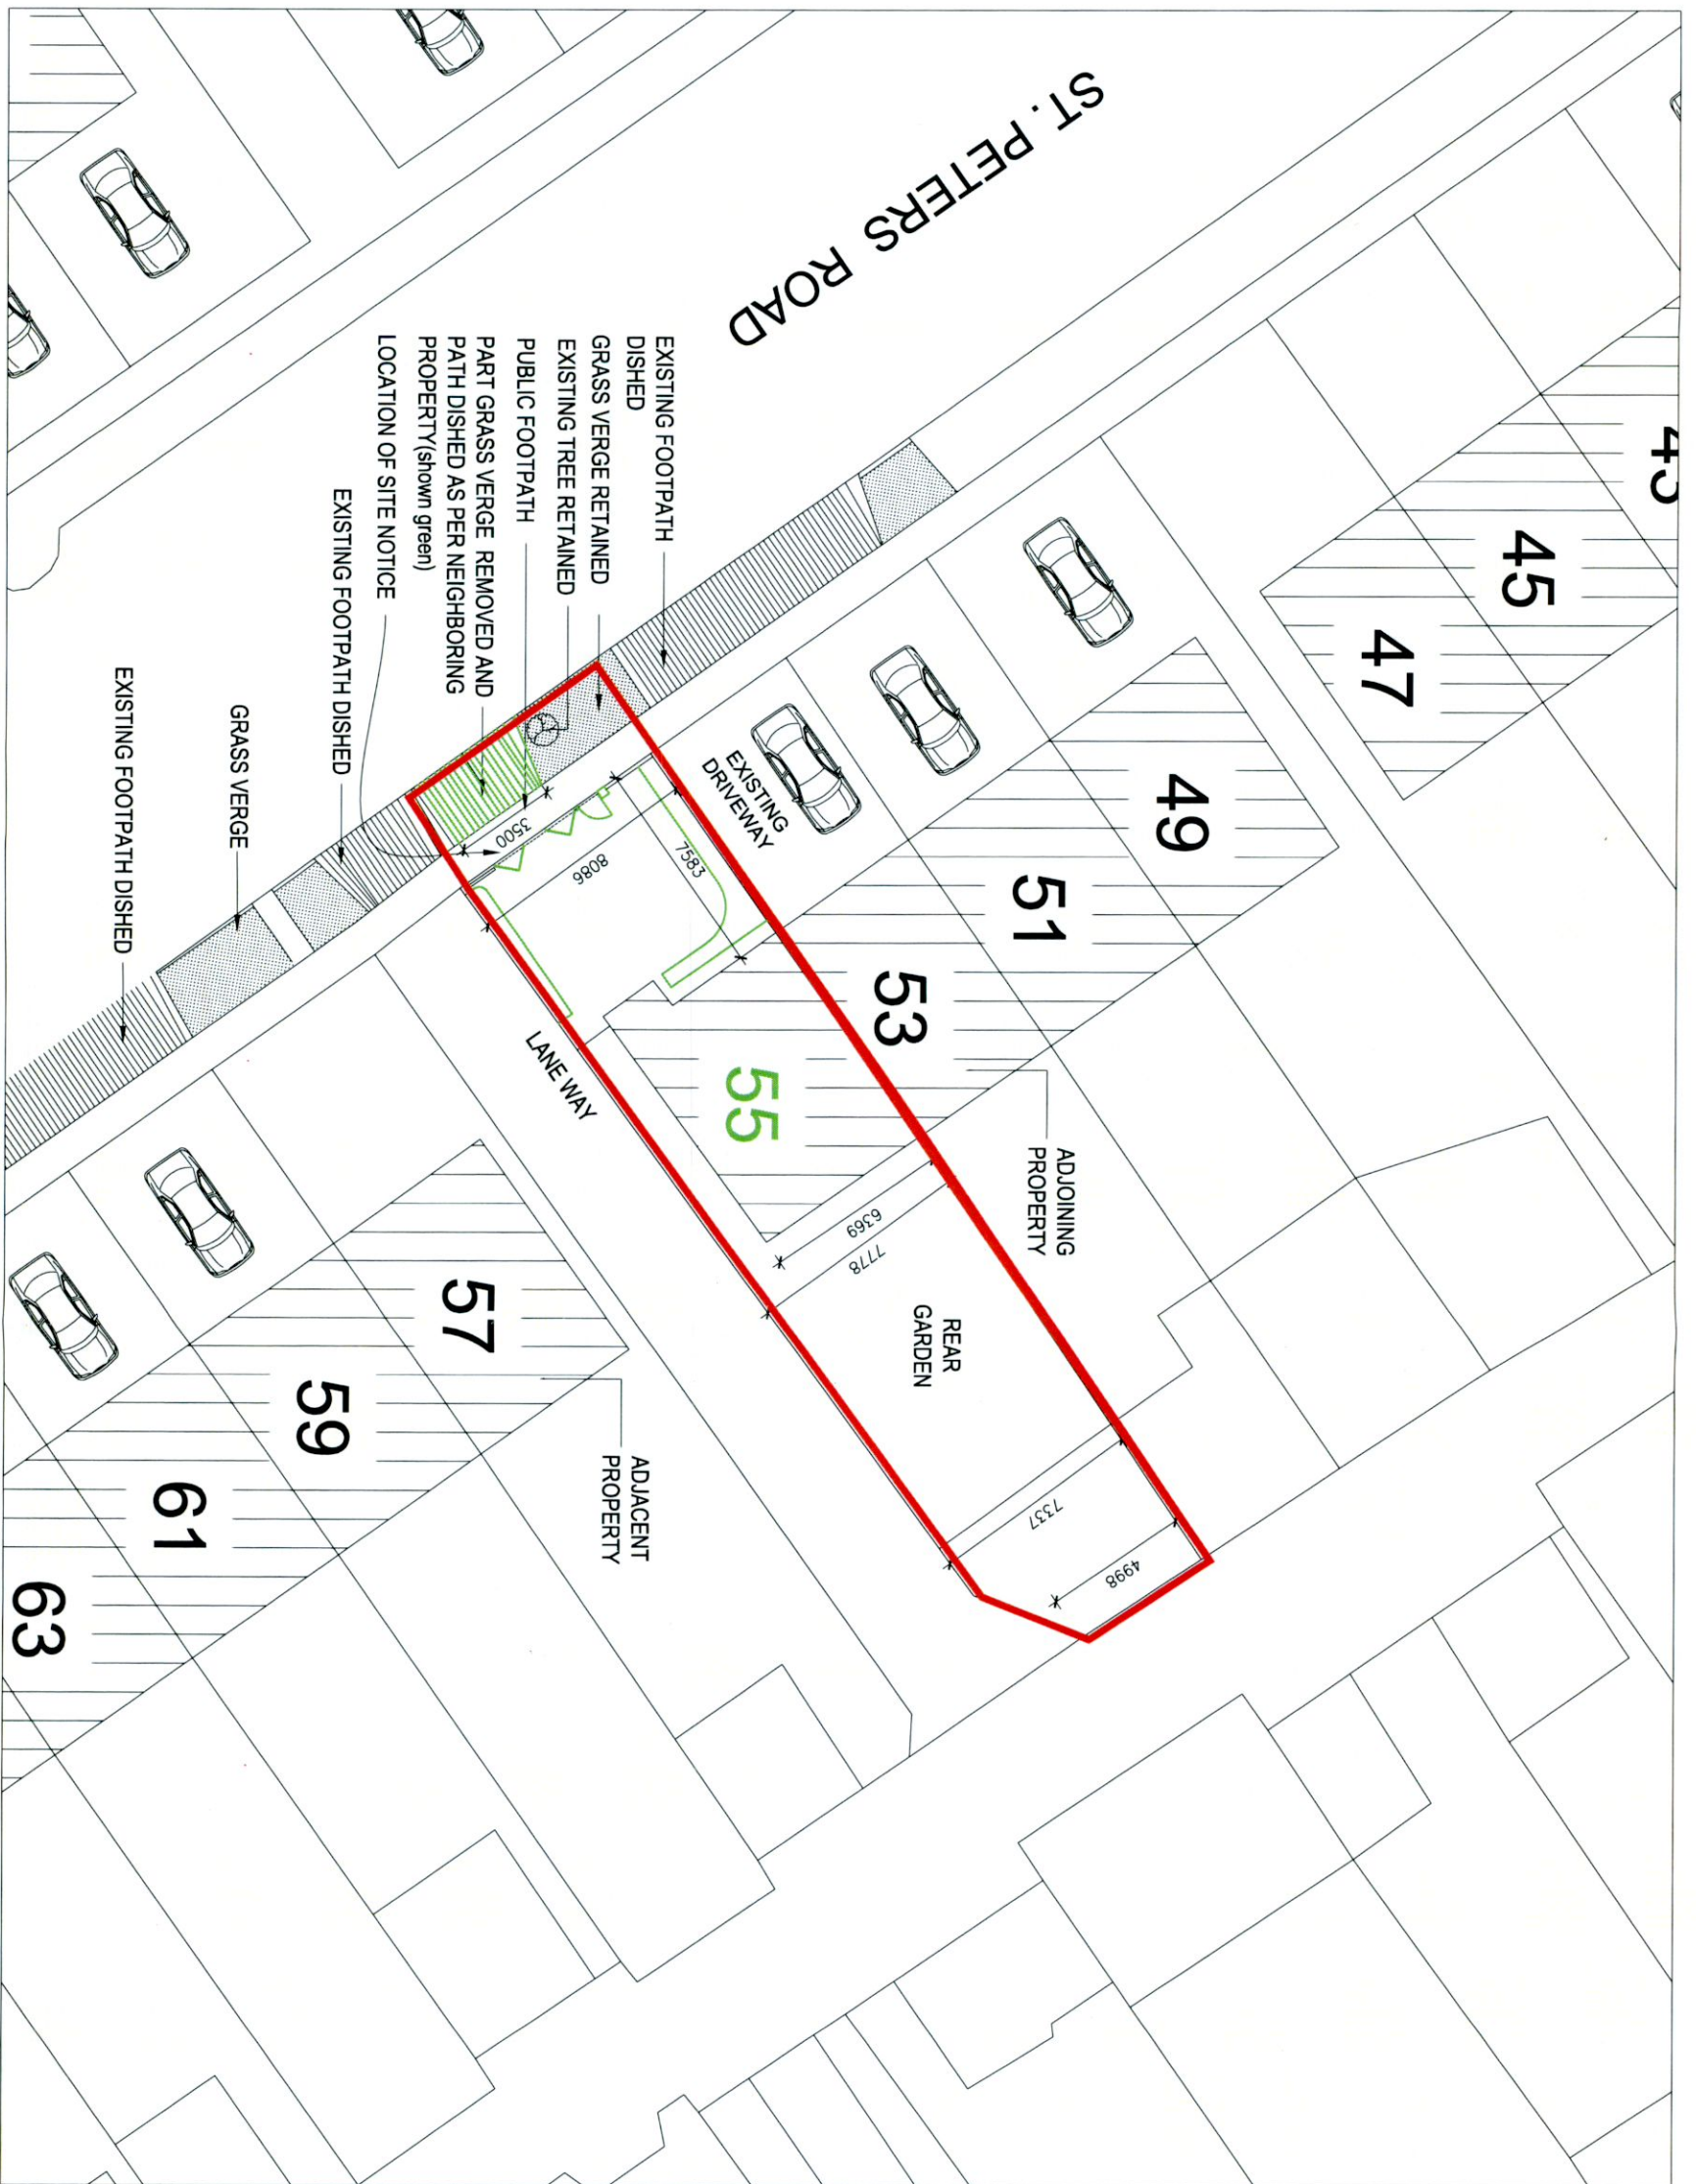 ST. PETERS ROAD
43
45
47
49
51
53
55
57
59
61
63
EXISTING FOOTPATH
DISHED
GRASS VERGE RETAINED
EXISTING TREE RETAINED
PUBLIC FOOTPATH
PART GRASS VERGE REMOVED AND
PATH DISHED AS PER NEIGHBORING
PROPERTY(shown green)
LOCATION OF SITE NOTICE
EXISTING FOOTPATH DISHED
GRASS VERGE
EXISTING FOOTPATH DISHED
EXISTING
DRIVEWAY
3500
8086
7583
LANE WAY
ADJOINING
PROPERTY
6369
7778
REAR
GARDEN
7337
4998
ADJACENT
PROPERTY